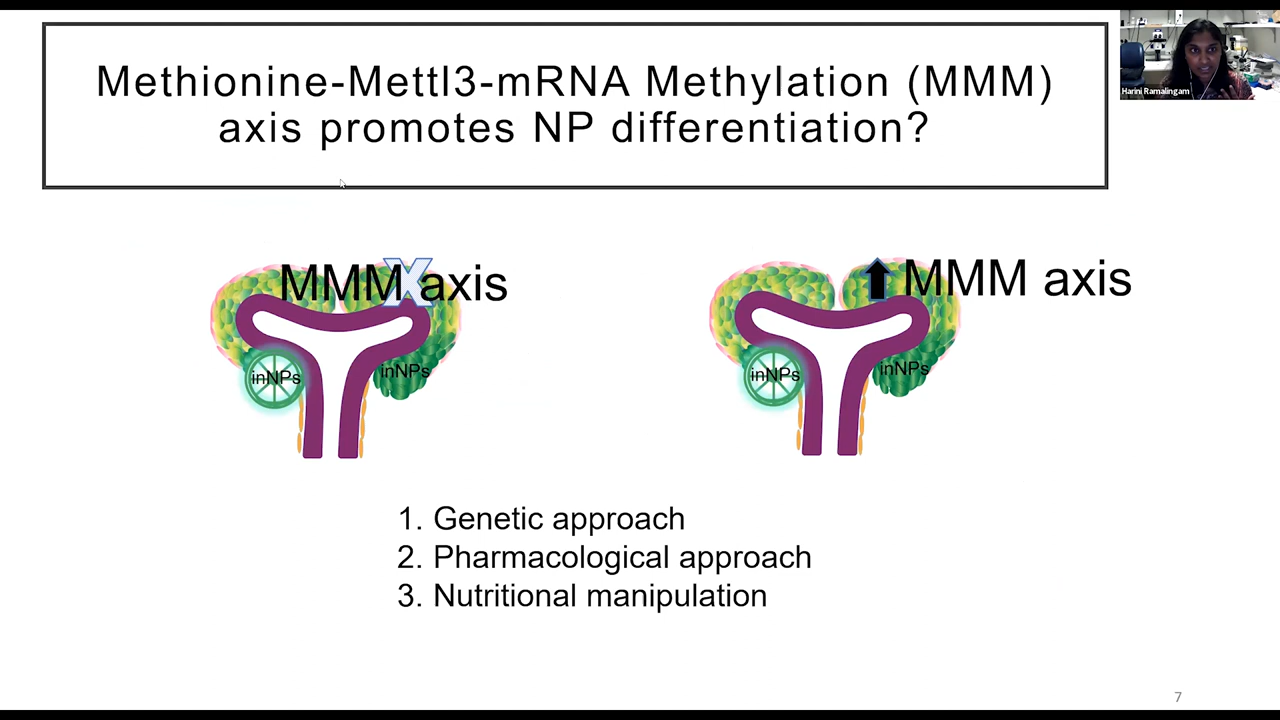 Methionine-Mettl3-mRNA Methylation (MMM)
axis promotes NP differentiation?
Harini Ramalingam
MMM X axis
MMM axis
inNPs
inNPs
inNPs
inNPs
1. Genetic approach
2. Pharmacological approach
3. Nutritional manipulation
7